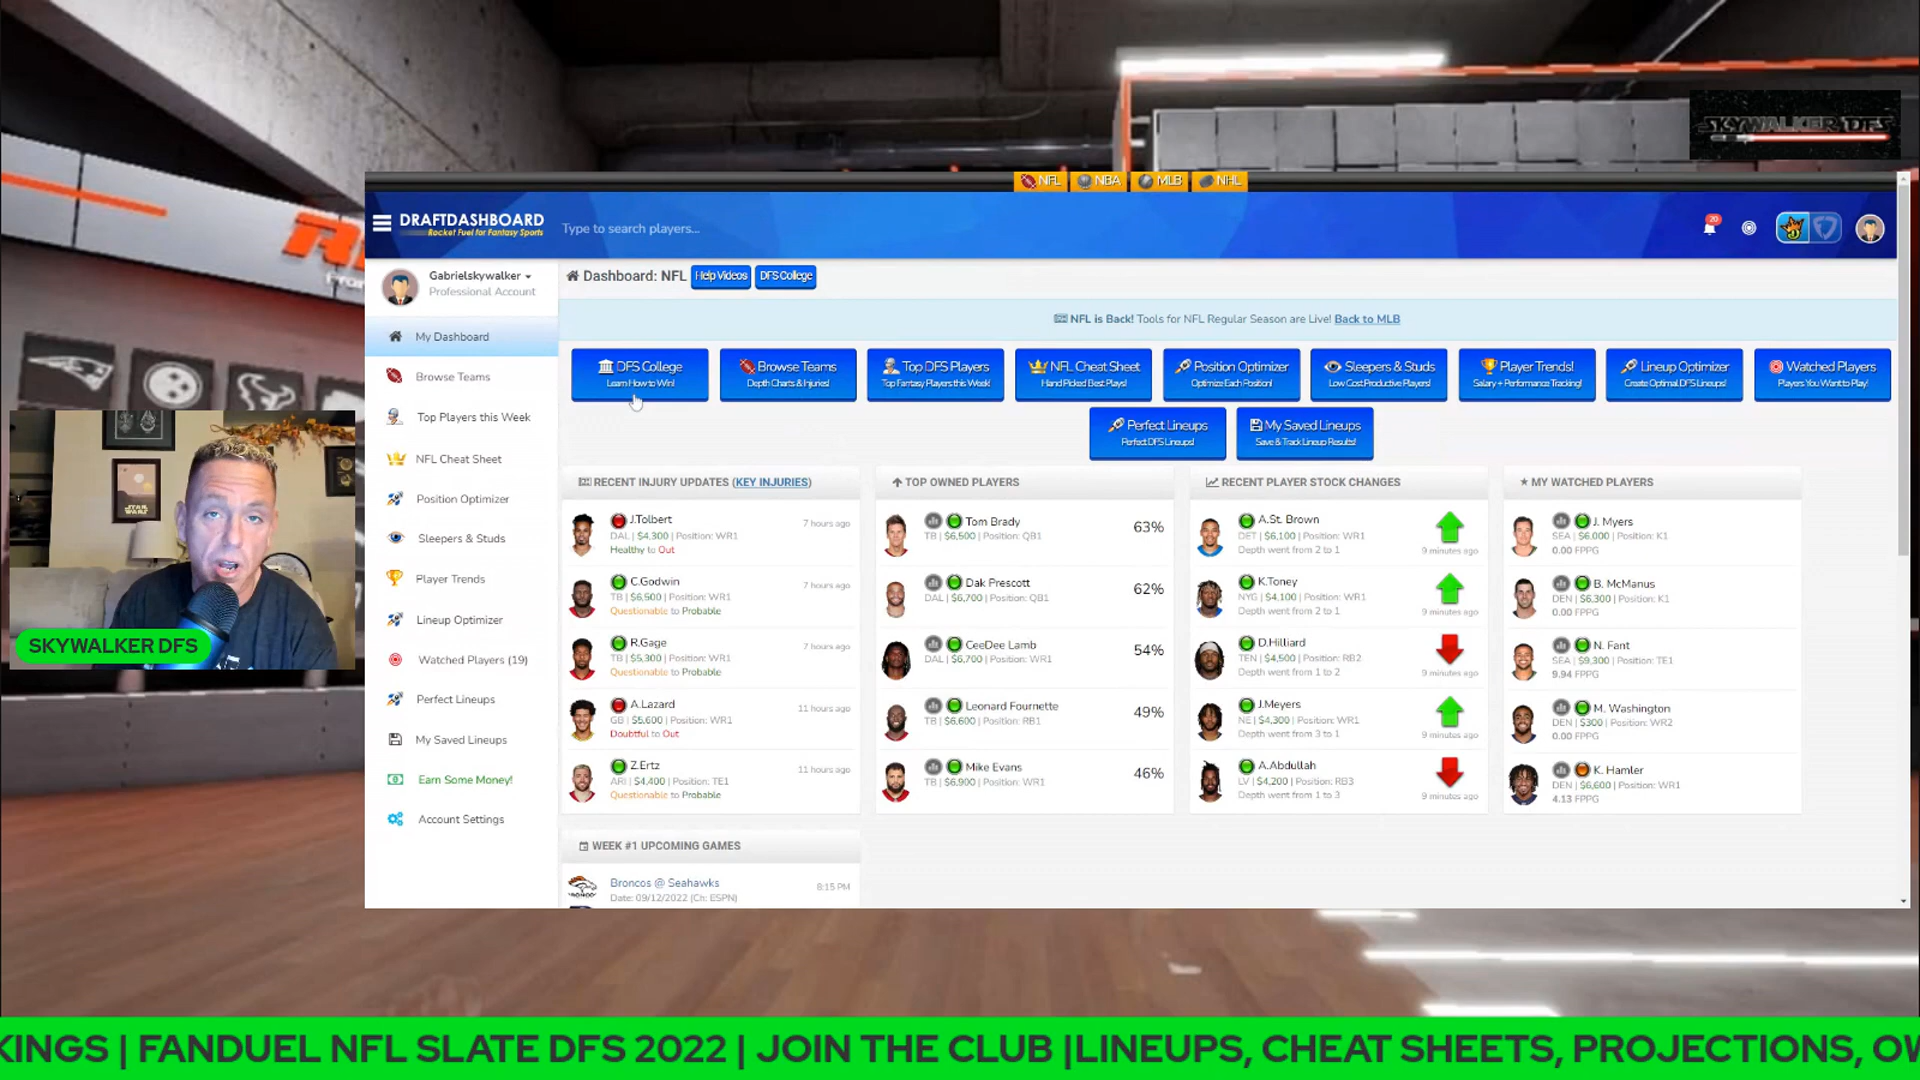 SKYWALKER DFS
NFL
NBA
MLB
NHL
DRAFTDASHBOARD
Rocket Fuel for Fantasy Sports
Type to search players...
20
Gabrielskywalker
Professional Account
My Dashboard
Browse Teams
Top Players this Week
NFL Cheat Sheet
Position Optimizer
Sleepers & Studs
Player Trends
Lineup Optimizer
Watched Players (19)
Perfect Lineups
My Saved Lineups
Earn Some Money!
Account Settings
Dashboard: NFL
Help Videos
DFS College
NFL is Back! Tools for NFL Regular Season are Live! Back to MLB
DFS College
Learn How to Win!
Browse Teams
Depth Charts & Injuries!
Top DFS Players
Top Fantasy Players this Week!
NFL Cheat Sheet
Hand Picked Best Plays!
Position Optimizer
Optimize Each Position!
Sleepers & Studs
Low Cost Productive Players!
Player Trends!
Salary + Performance Tracking!
Lineup Optimizer
Create Optimal DFS Lineups!
Watched Players
Players You Want to Play!
Perfect Lineups
Perfect DFS Lineups!
My Saved Lineups
Save & Track Lineup Results!
RECENT INJURY UPDATES (KEY INJURIES)
J.Tolbert
7 hours ago
DAL | $4,300 | Position: WR1
Healthy to Out
C.Godwin
7 hours ago
TB | $6,500 | Position: WR1
Questionable to Probable
R.Gage
7 hours ago
TB | $5,300 | Position: WR1
Questionable to Probable
A.Lazard
11 hours ago
GB | $5,600 | Position: WR1
Doubtful to Out
Z.Ertz
11 hours ago
ARI | $4,400 | Position: TE1
Questionable to Probable
TOP OWNED PLAYERS
Tom Brady
63%
TB | $6,500 | Position: QB1
Dak Prescott
62%
DAL | $6,700 | Position: QB1
CeeDee Lamb
54%
DAL | $6,700 | Position: WR1
Leonard Fournette
49%
TB | $6,600 | Position: RB1
Mike Evans
46%
TB | $6,900 | Position: WR1
RECENT PLAYER STOCK CHANGES
A.St. Brown
DET | $6,100 | Position: WR1
Depth went from 2 to 1
9 minutes ago
K.Toney
NYG | $4,100 | Position: WR1
Depth went from 2 to 1
9 minutes ago
D.Hilliard
TEN | $4,500 | Position: RB2
Depth went from 1 to 2
9 minutes ago
J.Meyers
NE | $4,300 | Position: WR1
Depth went from 3 to 1
9 minutes ago
A.Abdullah
LV | $4,200 | Position: RB3
Depth went from 1 to 3
9 minutes ago
MY WATCHED PLAYERS
J. Myers
SEA | $6,000 | Position: K1
0.00 FPPG
B. McManus
DEN | $6,300 | Position: K1
0.00 FPPG
N. Fant
SEA | $9,300 | Position: TE1
9.94 FPPG
M. Washington
DEN | $300 | Position: WR2
0.00 FPPG
K. Hamler
DEN | $6,600 | Position: WR1
4.13 FPPG
WEEK #1 UPCOMING GAMES
Broncos @ Seahawks
8:15 PM
Date: 09/12/2022 (Ch: ESPN)
STAR WARS
SKYWALKER DFS
KINGS | FANDUEL NFL SLATE DFS 2022 | JOIN THE CLUB |LINEUPS, CHEAT SHEETS, PROJECTIONS, OW